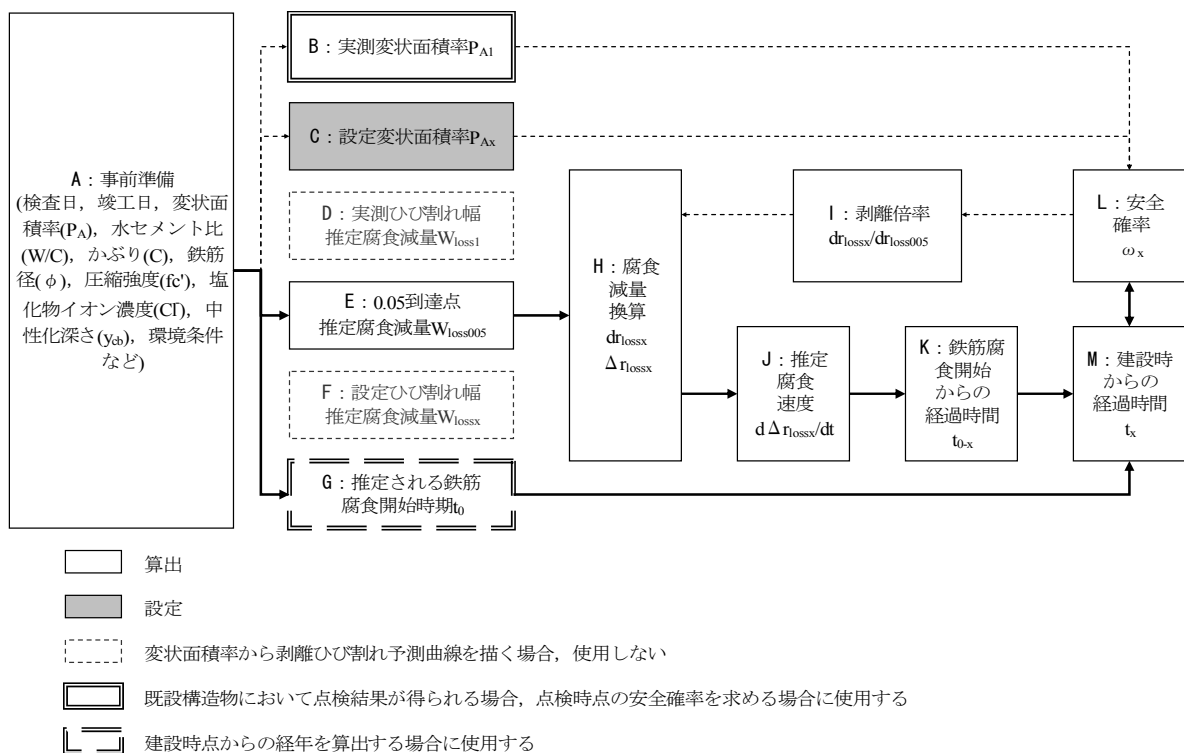 B：実測変状面積率PA1
C：設定変状面積率PAx
A：事前準備
(検査日，竣工日，変状面
積率(PA)，水セメント比
(W/C)，かぶり(C)，鉄筋
径(φ)，圧縮強度(fc')，塩
化物イオン濃度(Cl-)，中
性化深さ(ycb)，環境条件
など)
D：実測ひび割れ幅
推定腐食減量Wloss1
E：0.05到達点
推定腐食減量Wloss005
F：設定ひび割れ幅
推定腐食減量Wlossx
G：推定される鉄筋
腐食開始時期t0
H：腐食
減量
換算
drlossx
Δrlossx
I：剥離倍率
drlossx/drloss005
J：推定
腐食
速度
dΔrlossx/dt
K：鉄筋腐
食開始
からの
経過時間
t0-x
L：安全
確率
ωx
M：建設時
からの
経過時間
tx
算出
設定
変状面積率から剥離ひび割れ予測曲線を描く場合，使用しない
既設構造物において点検結果が得られる場合，点検時点の安全確率を求める場合に使用する
建設時点からの経年を算出する場合に使用する